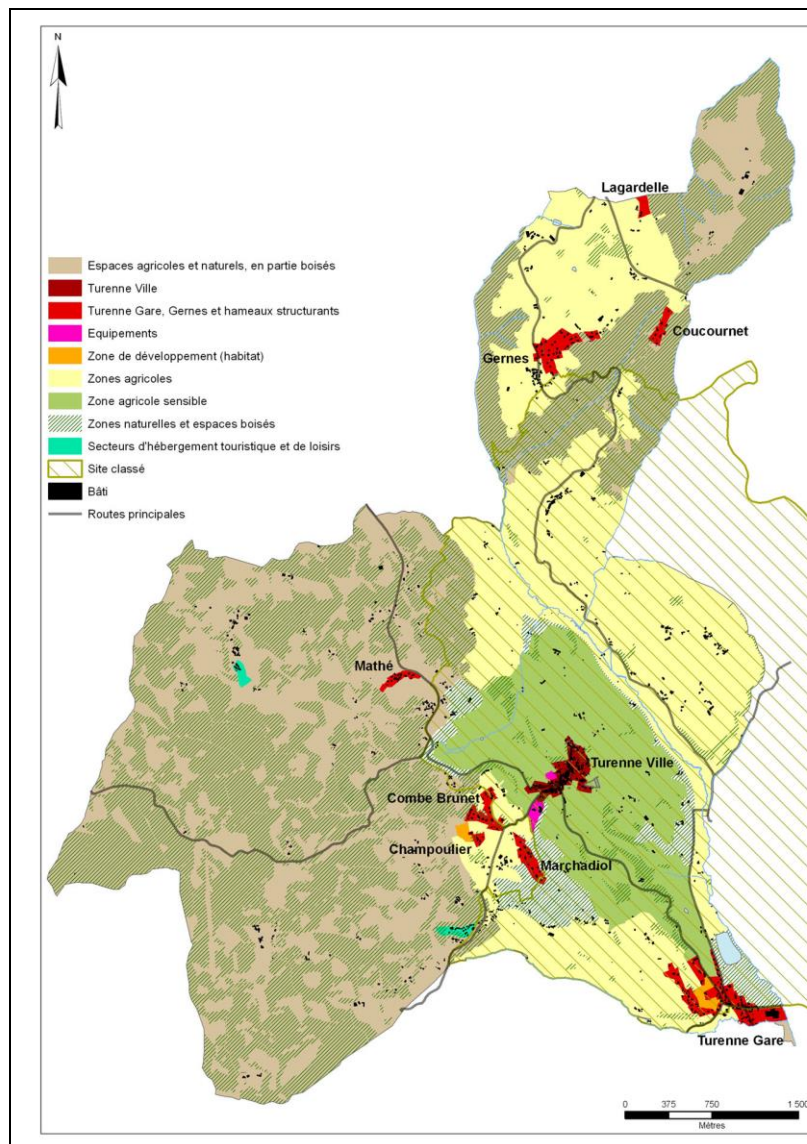 N
Lagardelle
Espaces agricoles et naturels, en partie boisés
Turenne Ville
Turenne Gare, Gernes et hameaux structurants
Equipements
Zone de développement (habitat)
Zones agricoles
Zone agricole sensible
Zones naturelles et espaces boisés
Secteurs d'hébergement touristique et de loisirs
Site classé
Bâti
Routes principales
Coucournet
Gernes
Mathé
Turenne Ville
Combe Brunet
Champoulier
Marchadiol
Turenne Gare
0 375 750 1 500
Mètres